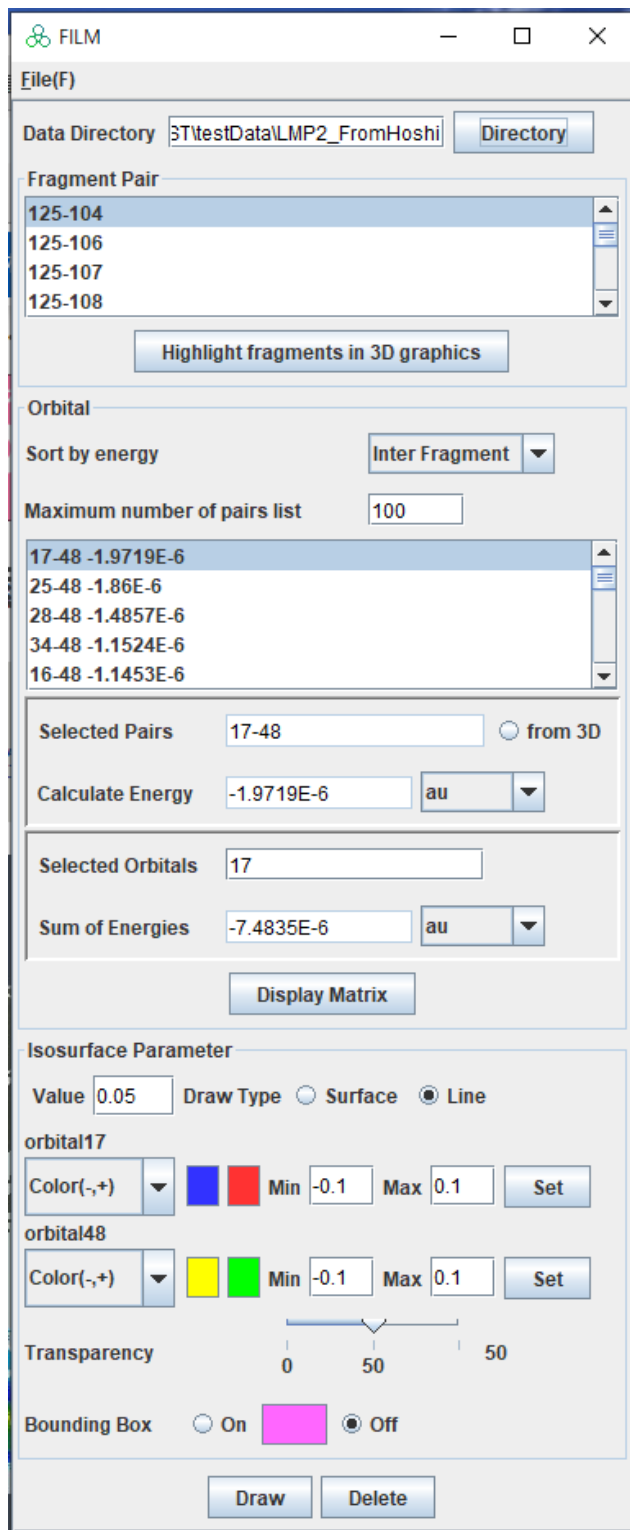 FILM
File(F)
Data Directory ST\testData\LMP2_FromHoshi Directory
Fragment Pair
125-104
125-106
125-107
125-108
Highlight fragments in 3D graphics
Orbital
Sort by energy Inter Fragment
Maximum number of pairs list 100
17-48 -1.9719E-6
25-48 -1.86E-6
28-48 -1.4857E-6
34-48 -1.1524E-6
16-48 -1.1453E-6
Selected Pairs 17-48 from 3D
Calculate Energy -1.9719E-6 au
Selected Orbitals 17
Sum of Energies -7.4835E-6 au
Display Matrix
Isosurface Parameter
Value 0.05 Draw Type Surface Line
orbital17
Color(-,+) Min -0.1 Max 0.1 Set
orbital48
Color(-,+) Min -0.1 Max 0.1 Set
Transparency 50
0 50
Bounding Box On Off
Draw Delete